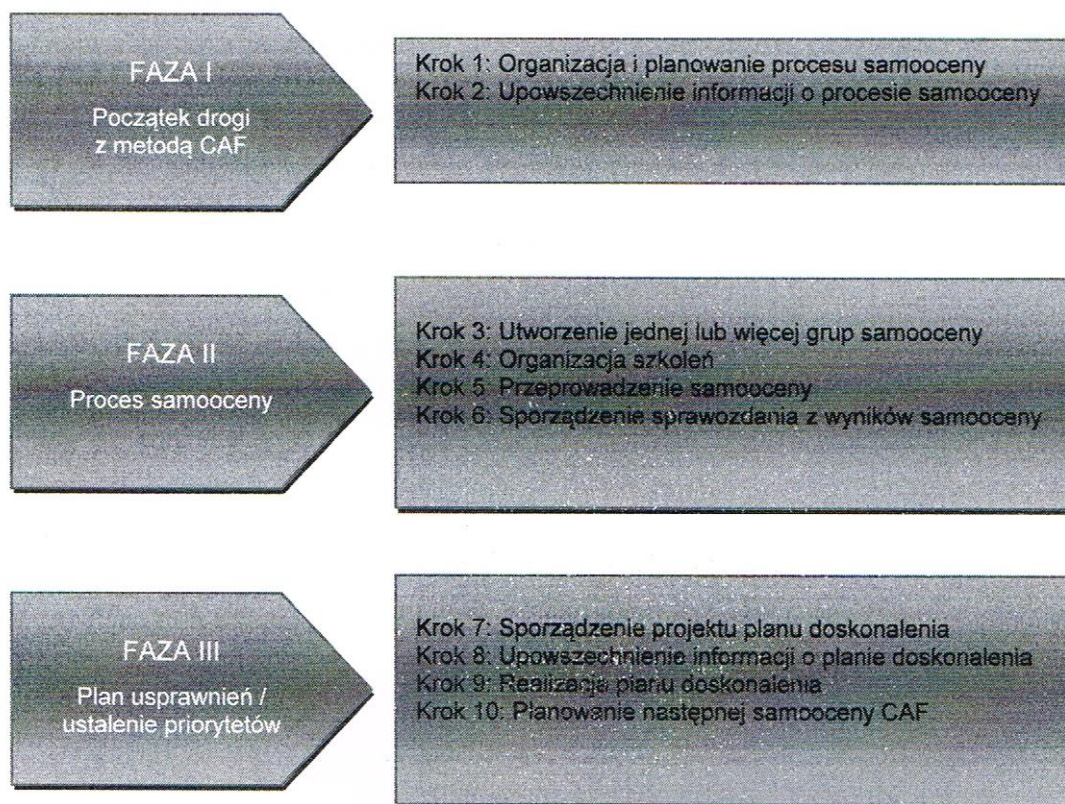 FAZA I
Początek drogi
z metodą CAF
Krok 1: Organizacja i planowanie procesu samooceny
Krok 2: Upowszechnienie informacji o procesie samooceny
FAZA II
Proces samooceny
Krok 3: Utworzenie jednej lub więcej grup samooceny
Krok 4: Organizacja szkoleń
Krok 5: Przeprowadzenie samooceny
Krok 6: Sporządzenie sprawozdania z wyników samooceny
FAZA III
Plan usprawnień /
ustalenie priorytetów
Krok 7: Sporządzenie projektu planu doskonalenia
Krok 8: Upowszechnienie informacji o planie doskonalenia
Krok 9: Realizacja planu doskonalenia
Krok 10: Planowanie następnej samooceny CAF